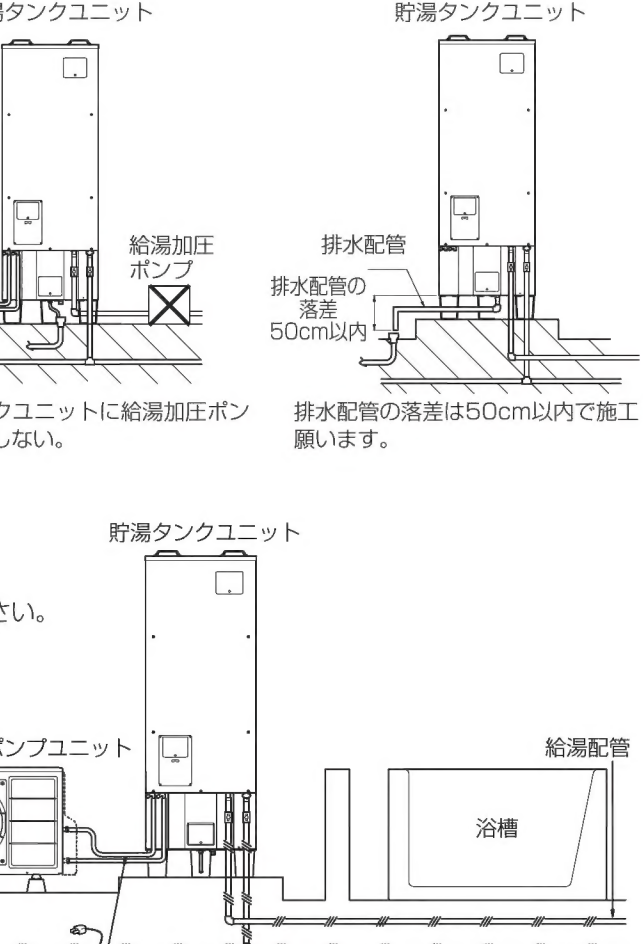 湯タンクユニット
貯湯タンクユニット
給湯加圧
ポンプ
排水配管
排水配管の
落差
50cm以内
クユニットに給湯加圧ポン
しない。
排水配管の落差は50cm以内で施工
願います。
貯湯タンクユニット
さい。
ポンプユニット
給湯配管
浴槽